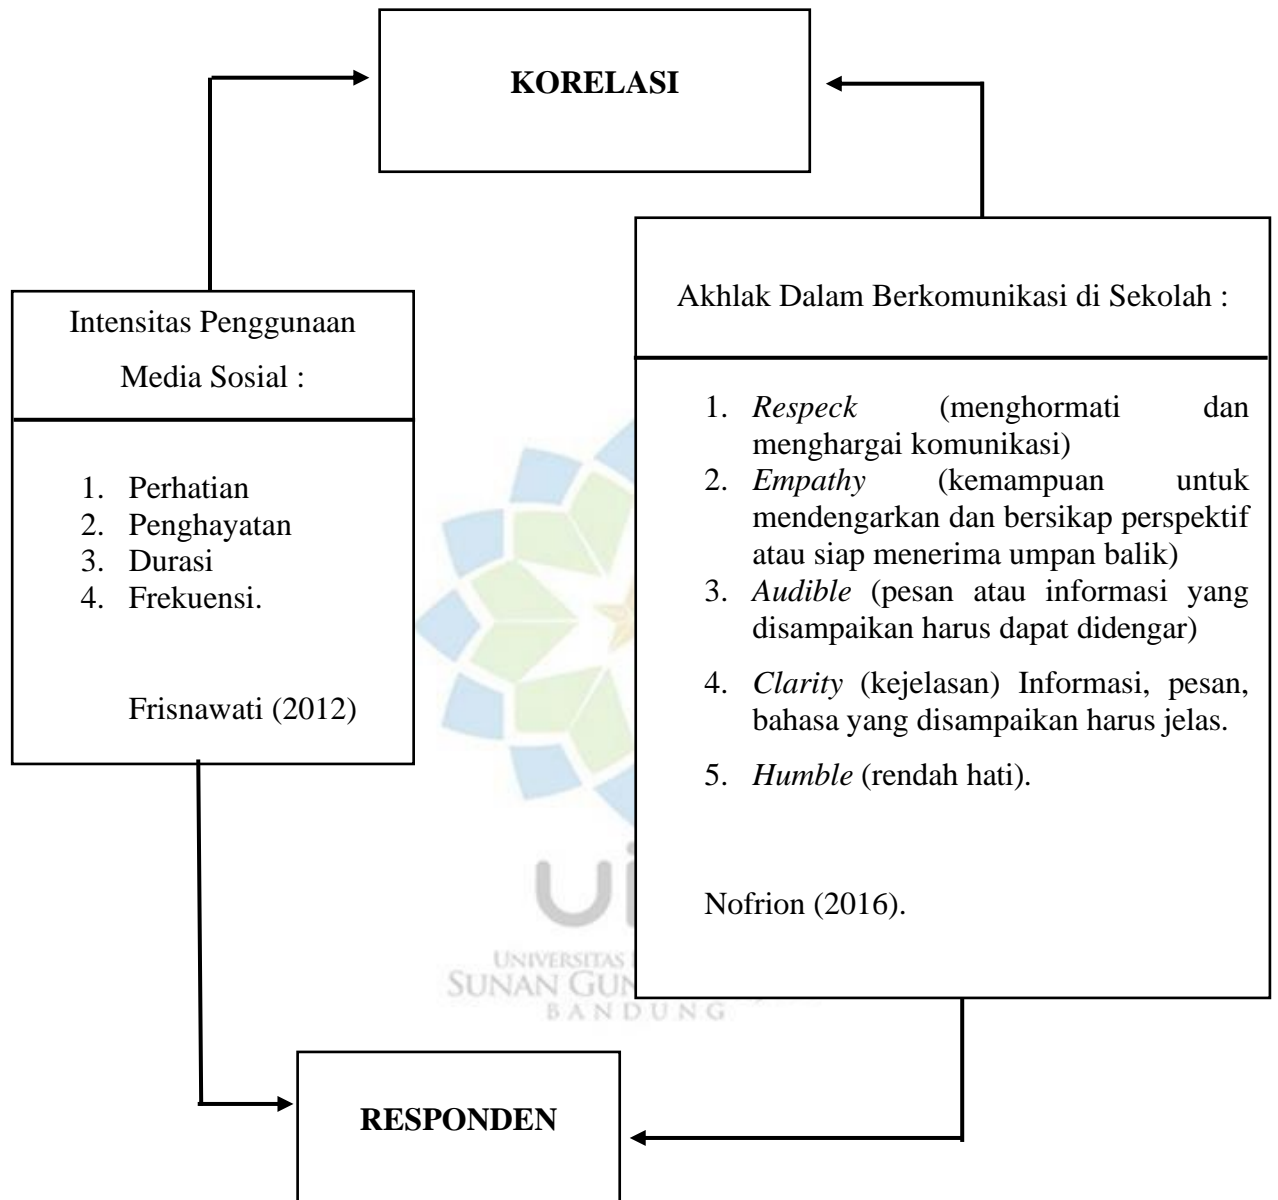 KORELASI
Intensitas Penggunaan
Media Sosial :
1. Perhatian
2. Penghayatan
3. Durasi
4. Frekuensi.
Frisnawati (2012)
Akhlak Dalam Berkomunikasi di Sekolah :
1. Respeck (menghormati dan
menghargai komunikasi)
2. Empathy (kemampuan untuk
mendengarkan dan bersikap perspektif
atau siap menerima umpan balik)
3. Audible (pesan atau informasi yang
disampaikan harus dapat didengar)
4. Clarity (kejelasan) Informasi, pesan,
bahasa yang disampaikan harus jelas.
5. Humble (rendah hati).
Nofrion (2016).
UNIVERSITAS
SUNAN GUN
BANDUNG
RESPONDEN